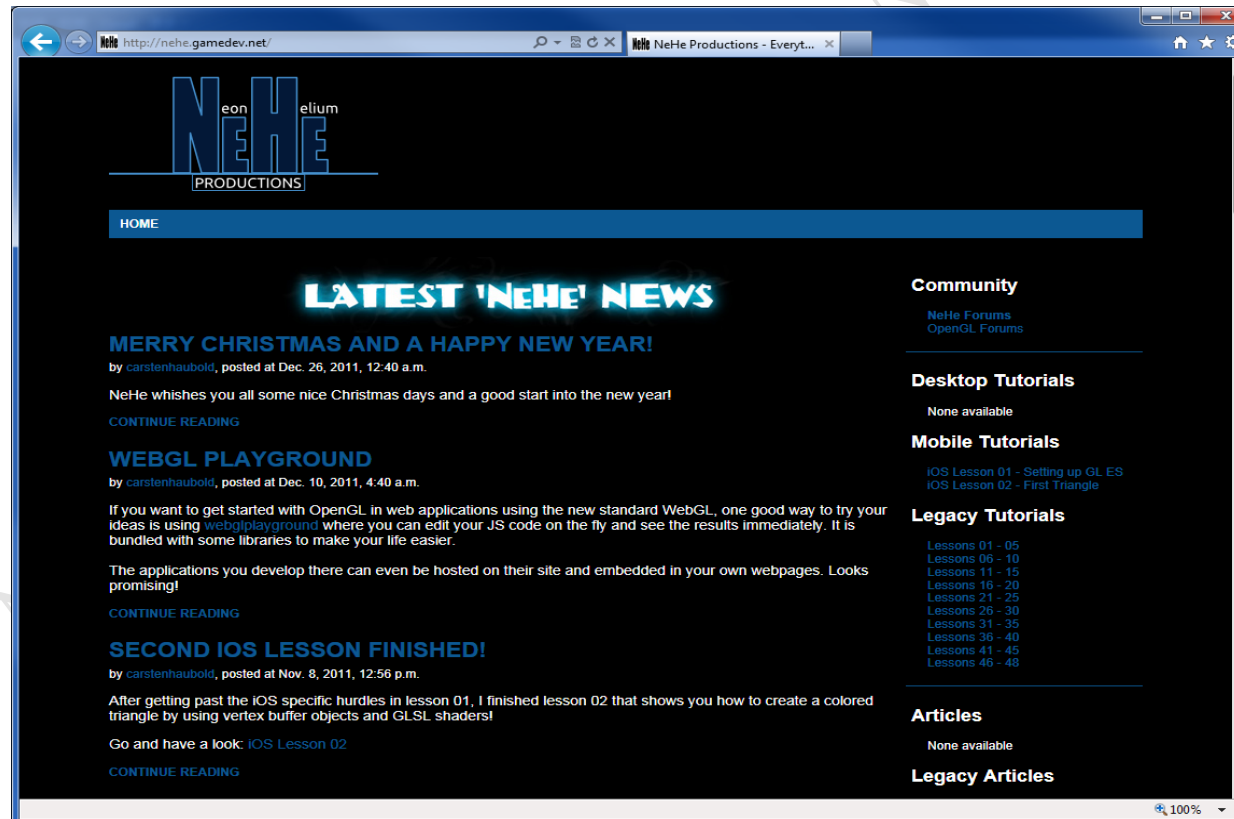 NeHe http://nehe.gamedev.net/
NeHe NeHe Productions - Everyt...
Neon Helium
NeHe
PRODUCTIONS
HOME
LATEST 'NEHE' NEWS
MERRY CHRISTMAS AND A HAPPY NEW YEAR!
by carstenhaubold, posted at Dec. 26, 2011, 12:40 a.m.
NeHe whishes you all some nice Christmas days and a good start into the new year!
CONTINUE READING
WEBGL PLAYGROUND
by carstenhaubold, posted at Dec. 10, 2011, 4:40 a.m.
If you want to get started with OpenGL in web applications using the new standard WebGL, one good way to try your
ideas is using webglplayground where you can edit your JS code on the fly and see the results immediately. It is
bundled with some libraries to make your life easier.
The applications you develop there can even be hosted on their site and embedded in your own webpages. Looks
promising!
CONTINUE READING
SECOND IOS LESSON FINISHED!
by carstenhaubold, posted at Nov. 8, 2011, 12:56 p.m.
After getting past the iOS specific hurdles in lesson 01, I finished lesson 02 that shows you how to create a colored
triangle by using vertex buffer objects and GLSL shaders!
Go and have a look: iOS Lesson 02
CONTINUE READING
Community
NeHe Forums
OpenGL Forums
Desktop Tutorials
None available
Mobile Tutorials
iOS Lesson 01 - Setting up GL ES
iOS Lesson 02 - First Triangle
Legacy Tutorials
Lessons 01 - 05
Lessons 06 - 10
Lessons 11 - 15
Lessons 16 - 20
Lessons 21 - 25
Lessons 26 - 30
Lessons 31 - 35
Lessons 36 - 40
Lessons 41 - 45
Lessons 46 - 48
Articles
None available
Legacy Articles
100%